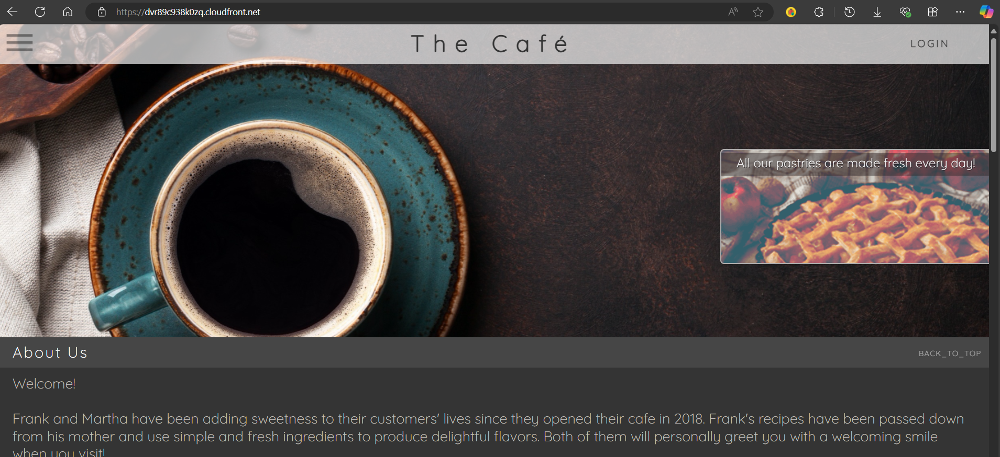 https://dvr89c938k0zq.cloudfront.net
The Café
LOGIN
All our pastries are made fresh every day!
About Us
BACK_TO_TOP
Welcome!
Frank and Martha have been adding sweetness to their customers' lives since they opened their cafe in 2018. Frank's recipes have been passed down
from his mother and use simple and fresh ingredients to produce delightful flavors. Both of them will personally greet you with a welcoming smile
when you visit!